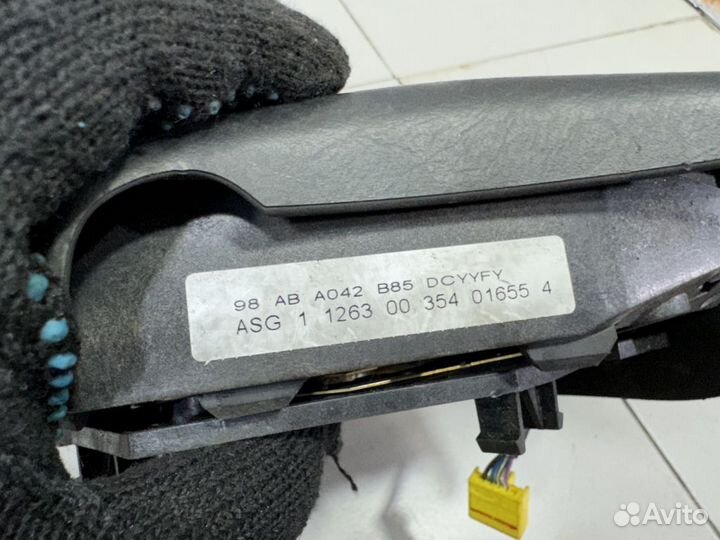 98 AB A042 B85 DCYYFY
ASG 1 1263 00 354 01655 4
Avito